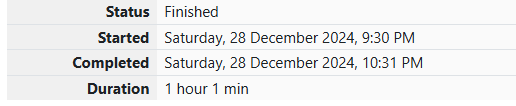 Status Finished
Started Saturday, 28 December 2024, 9:30 PM
Completed Saturday, 28 December 2024, 10:31 PM
Duration 1 hour 1 min